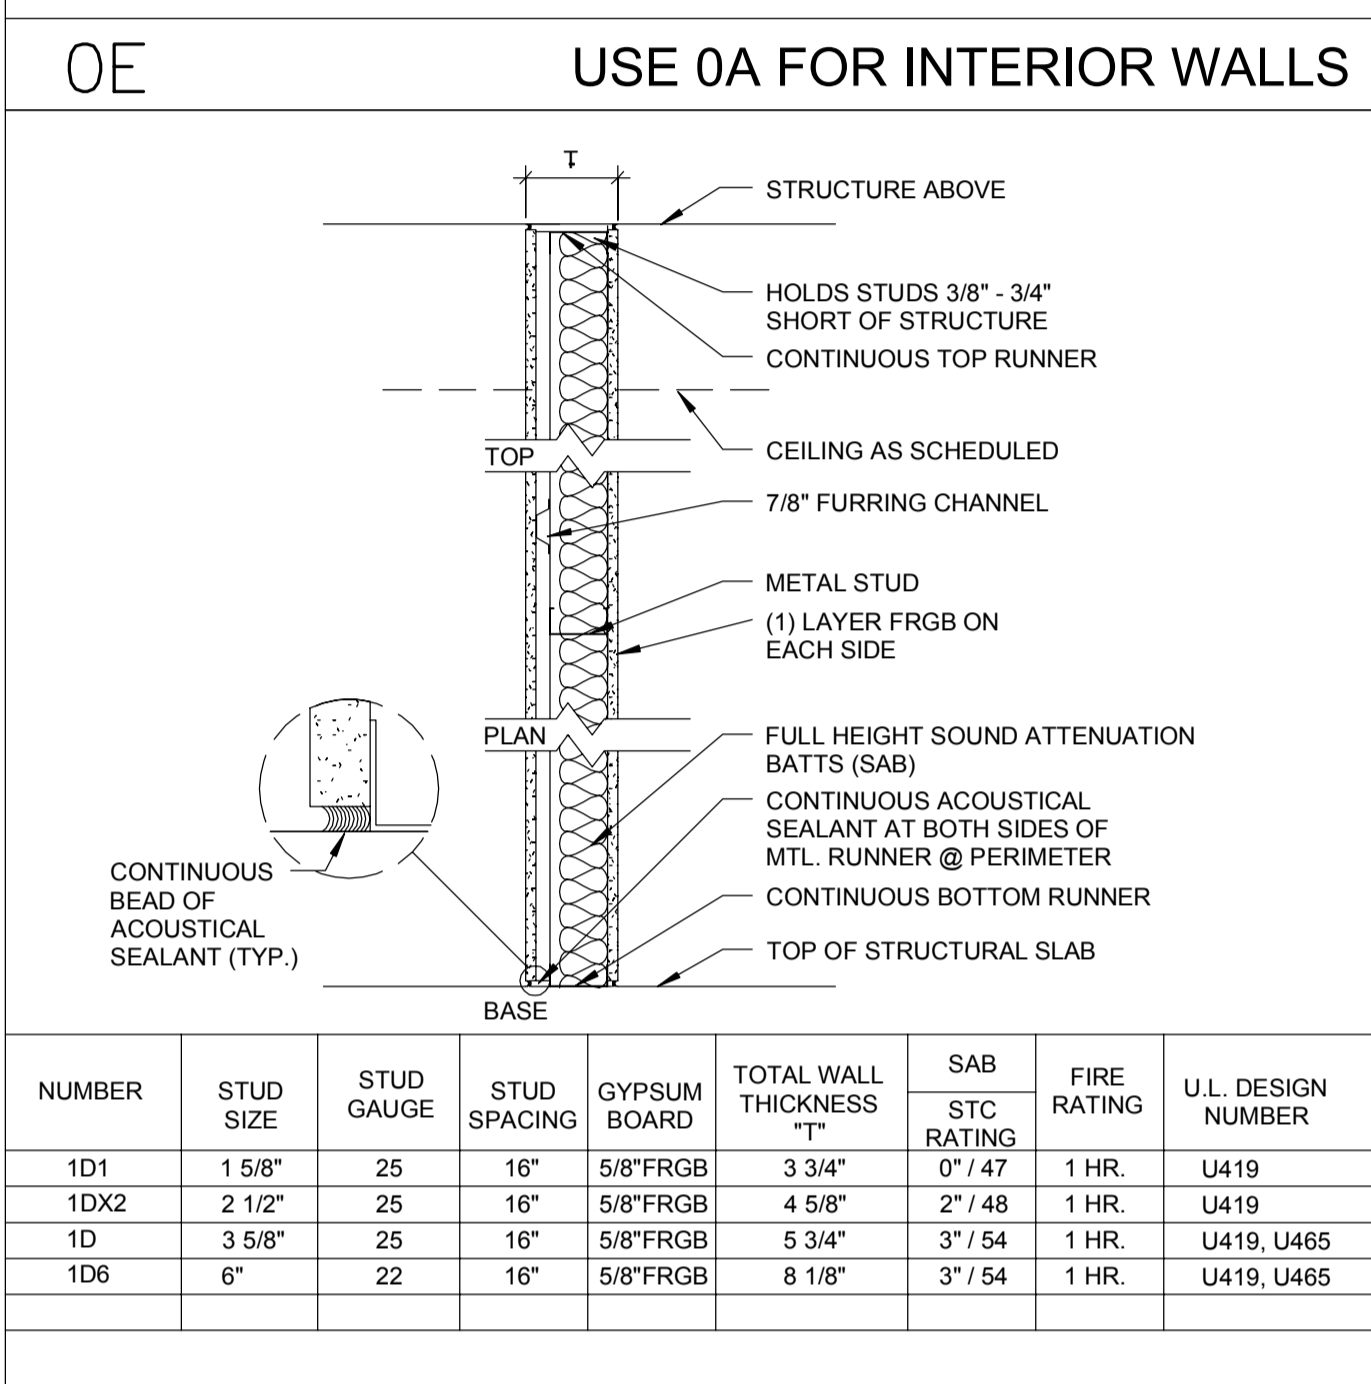 0E
USE 0A FOR INTERIOR WALLS
T
STRUCTURE ABOVE
HOLDS STUDS 3/8" - 3/4"
SHORT OF STRUCTURE
CONTINUOUS TOP RUNNER
CEILING AS SCHEDULED
TOP
7/8" FURRING CHANNEL
METAL STUD
(1) LAYER FRGB ON
EACH SIDE
PLAN
FULL HEIGHT SOUND ATTENUATION
BATTS (SAB)
CONTINUOUS ACOUSTICAL
SEALANT AT BOTH SIDES OF
MTL. RUNNER @ PERIMETER
CONTINUOUS
BEAD OF
ACOUSTICAL
SEALANT (TYP.)
CONTINUOUS BOTTOM RUNNER
TOP OF STRUCTURAL SLAB
BASE
NUMBER
STUD
SIZE
STUD
GAUGE
STUD
SPACING
GYPSUM
BOARD
TOTAL WALL
THICKNESS
"T"
SAB
STC
RATING
FIRE
RATING
U.L. DESIGN
NUMBER
1D1 1 5/8" 25 16" 5/8"FRGB 3 3/4" 0" / 47 1 HR. U419
1DX2 2 1/2" 25 16" 5/8"FRGB 4 5/8" 2" / 48 1 HR. U419
1D 3 5/8" 25 16" 5/8"FRGB 5 3/4" 3" / 54 1 HR. U419, U465
1D6 6" 22 16" 5/8"FRGB 8 1/8" 3" / 54 1 HR. U419, U465